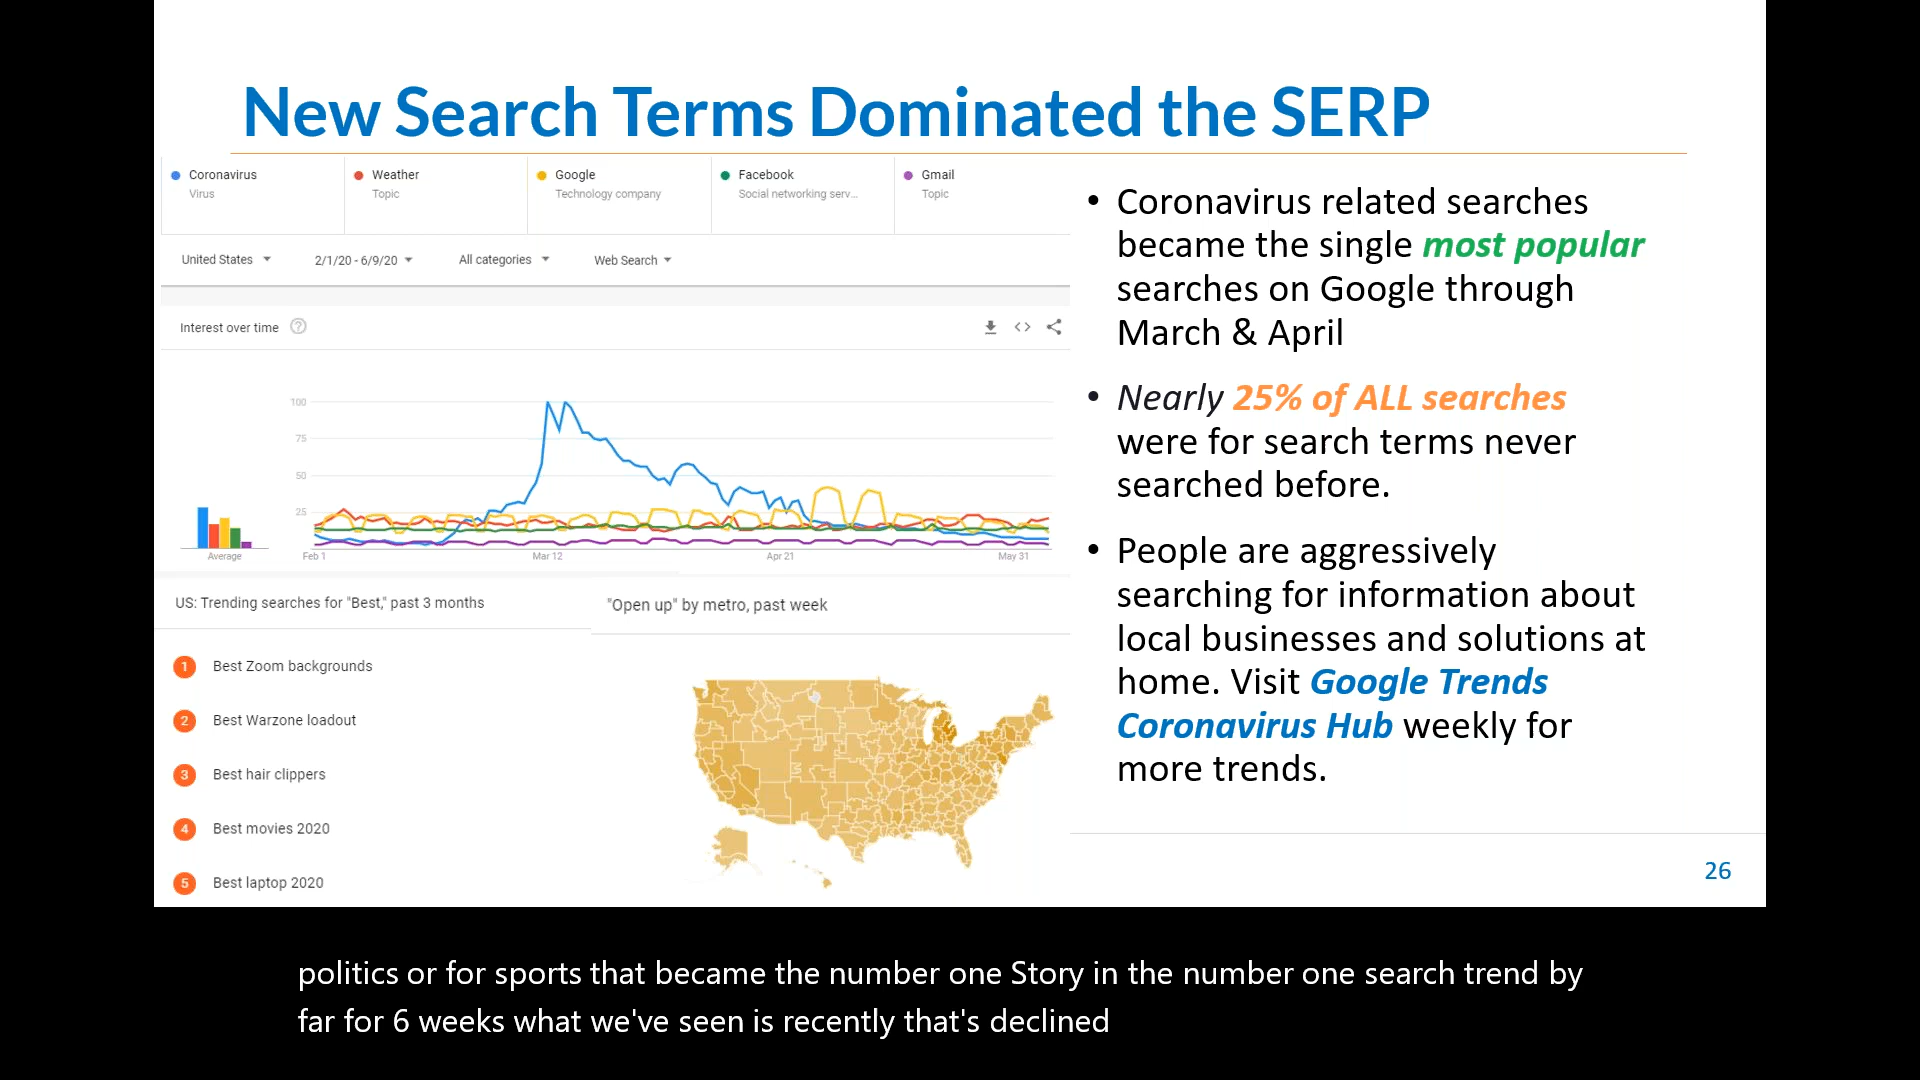 New Search Terms Dominated the SERP
Coronavirus
Virus
Weather
Topic
Google
Technology company
Facebook
Social networking serv...
Gmail
Topic
United States
2/1/20 - 6/9/20
All categories
Web Search
Interest over time
?
100
75
50
25
Average
Feb 1
Mar 12
Apr 21
May 31
US: Trending searches for "Best," past 3 months
1 Best Zoom backgrounds
2 Best Warzone loadout
3 Best hair clippers
4 Best movies 2020
5 Best laptop 2020
"Open up" by metro, past week
• Coronavirus related searches
became the single most popular
searches on Google through
March & April
• Nearly 25% of ALL searches
were for search terms never
searched before.
• People are aggressively
searching for information about
local businesses and solutions at
home. Visit Google Trends
Coronavirus Hub weekly for
more trends.
26
politics or for sports that became the number one Story in the number one search trend by
far for 6 weeks what we've seen is recently that's declined